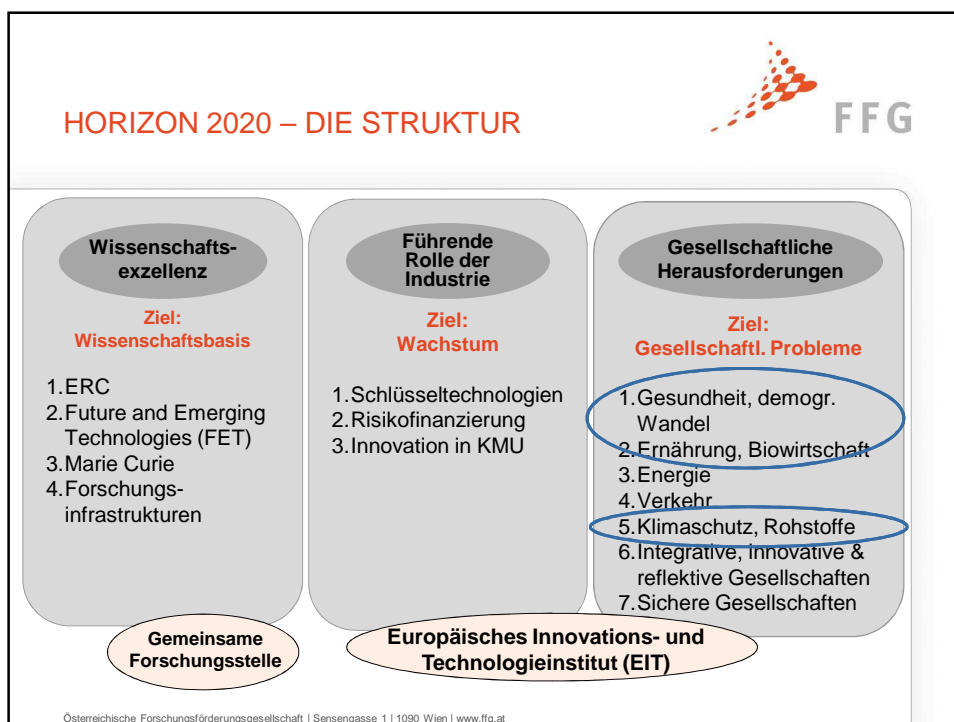 HORIZON 2020 – DIE STRUKTUR
FFG
Wissenschafts-
exzellenz
Ziel:
Wissenschaftsbasis
1.ERC
2.Future and Emerging
Technologies (FET)
3.Marie Curie
4.Forschungs-
infrastrukturen
Führende
Rolle der
Industrie
Ziel:
Wachstum
1.Schlüsseltechnologien
2.Risikofinanzierung
3.Innovation in KMU
Gesellschaftliche
Herausforderungen
Ziel:
Gesellschaftl. Probleme
1.Gesundheit, demogr.
Wandel
2.Ernährung, Biowirtschaft
3.Energie
4.Verkehr
5.Klimaschutz, Rohstoffe
6.Integrative, innovative &
reflektive Gesellschaften
7.Sichere Gesellschaften
Gemeinsame
Forschungsstelle
Europäisches Innovations- und
Technologieinstitut (EIT)
Österreichische Forschungsförderungsgesellschaft | Sensengasse 1 | 1090 Wien | www.ffg.at